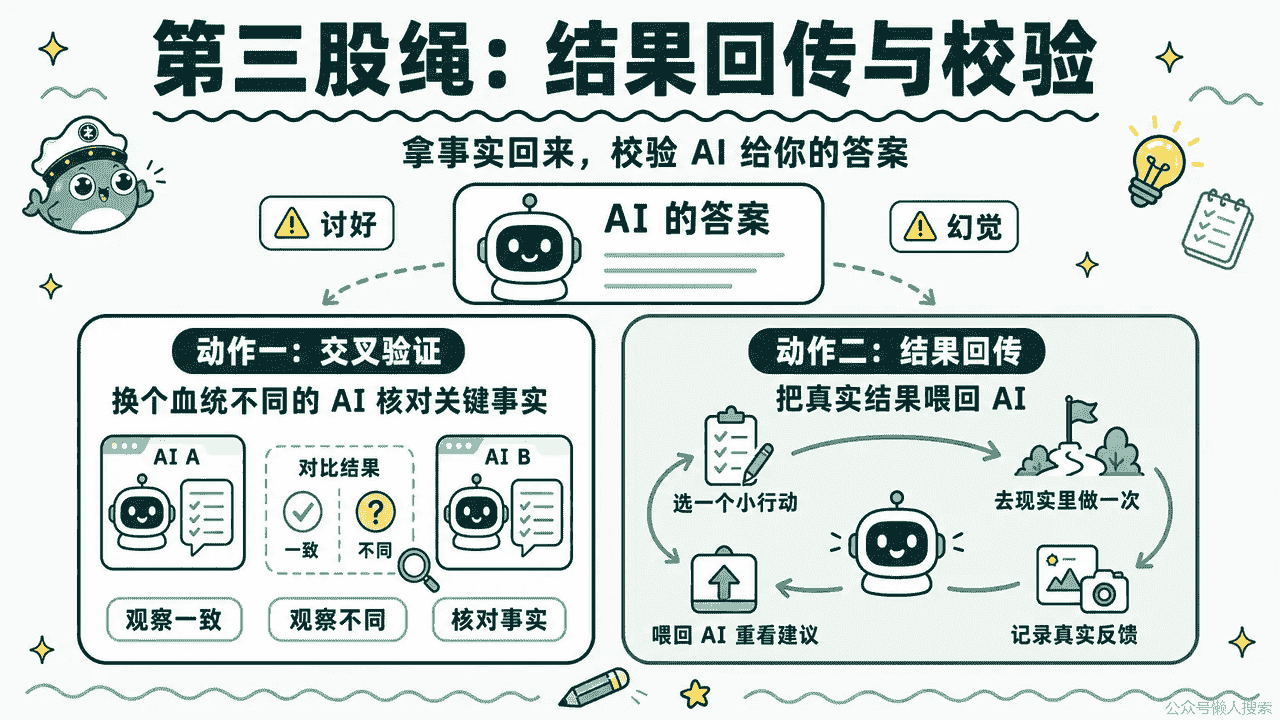 第三股绳：结果回传与校验
拿事实回来，校验 AI 给你的答案
讨好
AI 的答案
幻觉
动作一：交叉验证
换个血统不同的 AI 核对关键事实
AI A
对比结果
一致
不同
AI B
观察一致
观察不同
核对事实
动作二：结果回传
把真实结果喂回 AI
选一个小行动
去现实里做一次
喂回 AI 重看建议
记录真实反馈
公众号懒人搜索